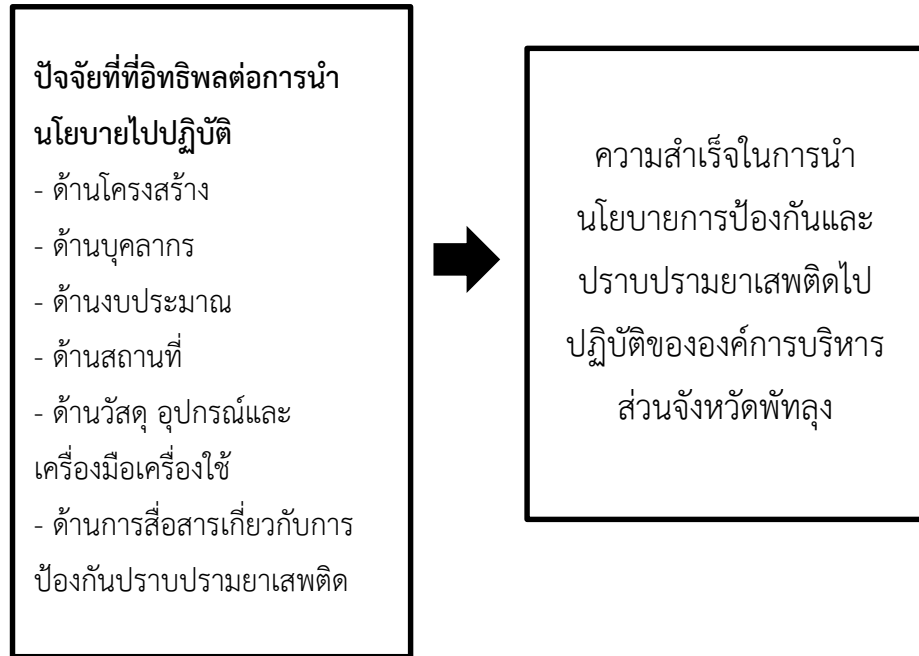 ปัจจัยที่ที่อิทธิพลต่อการนำ
นโยบายไปปฏิบัติ
- ด้านโครงสร้าง
- ด้านบุคลากร
- ด้านงบประมาณ
- ด้านสถานที่
- ด้านวัสดุ อุปกรณ์และ
เครื่องมือเครื่องใช้
- ด้านการสื่อสารเกี่ยวกับการ
ป้องกันปราบปรามยาเสพติด
ความสำเร็จในการนำ
นโยบายการป้องกันและ
ปราบปรามยาเสพติดไป
ปฏิบัติขององค์การบริหาร
ส่วนจังหวัดพัทลุง